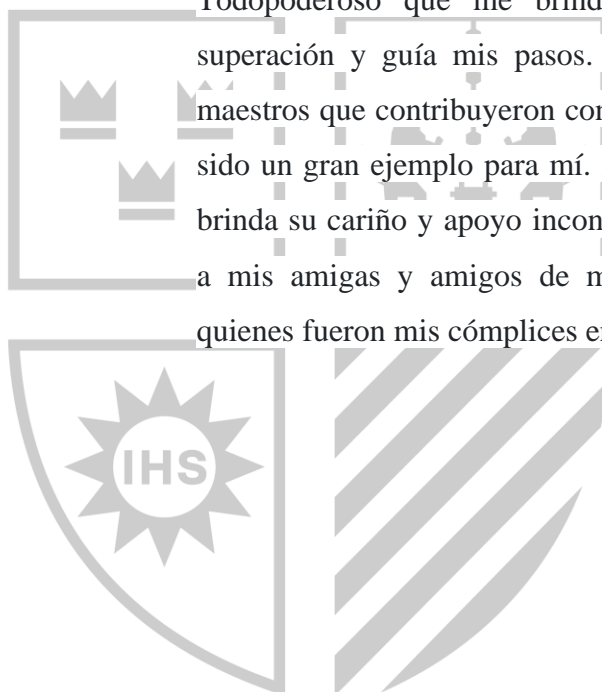 Todopoderoso que me brind
superación y guía mis pasos.
maestros que contribuyeron con
sido un gran ejemplo para mí.
brinda su cariño y apoyo incon
a mis amigas y amigos de m
quienes fueron mis cómplices e
IHS